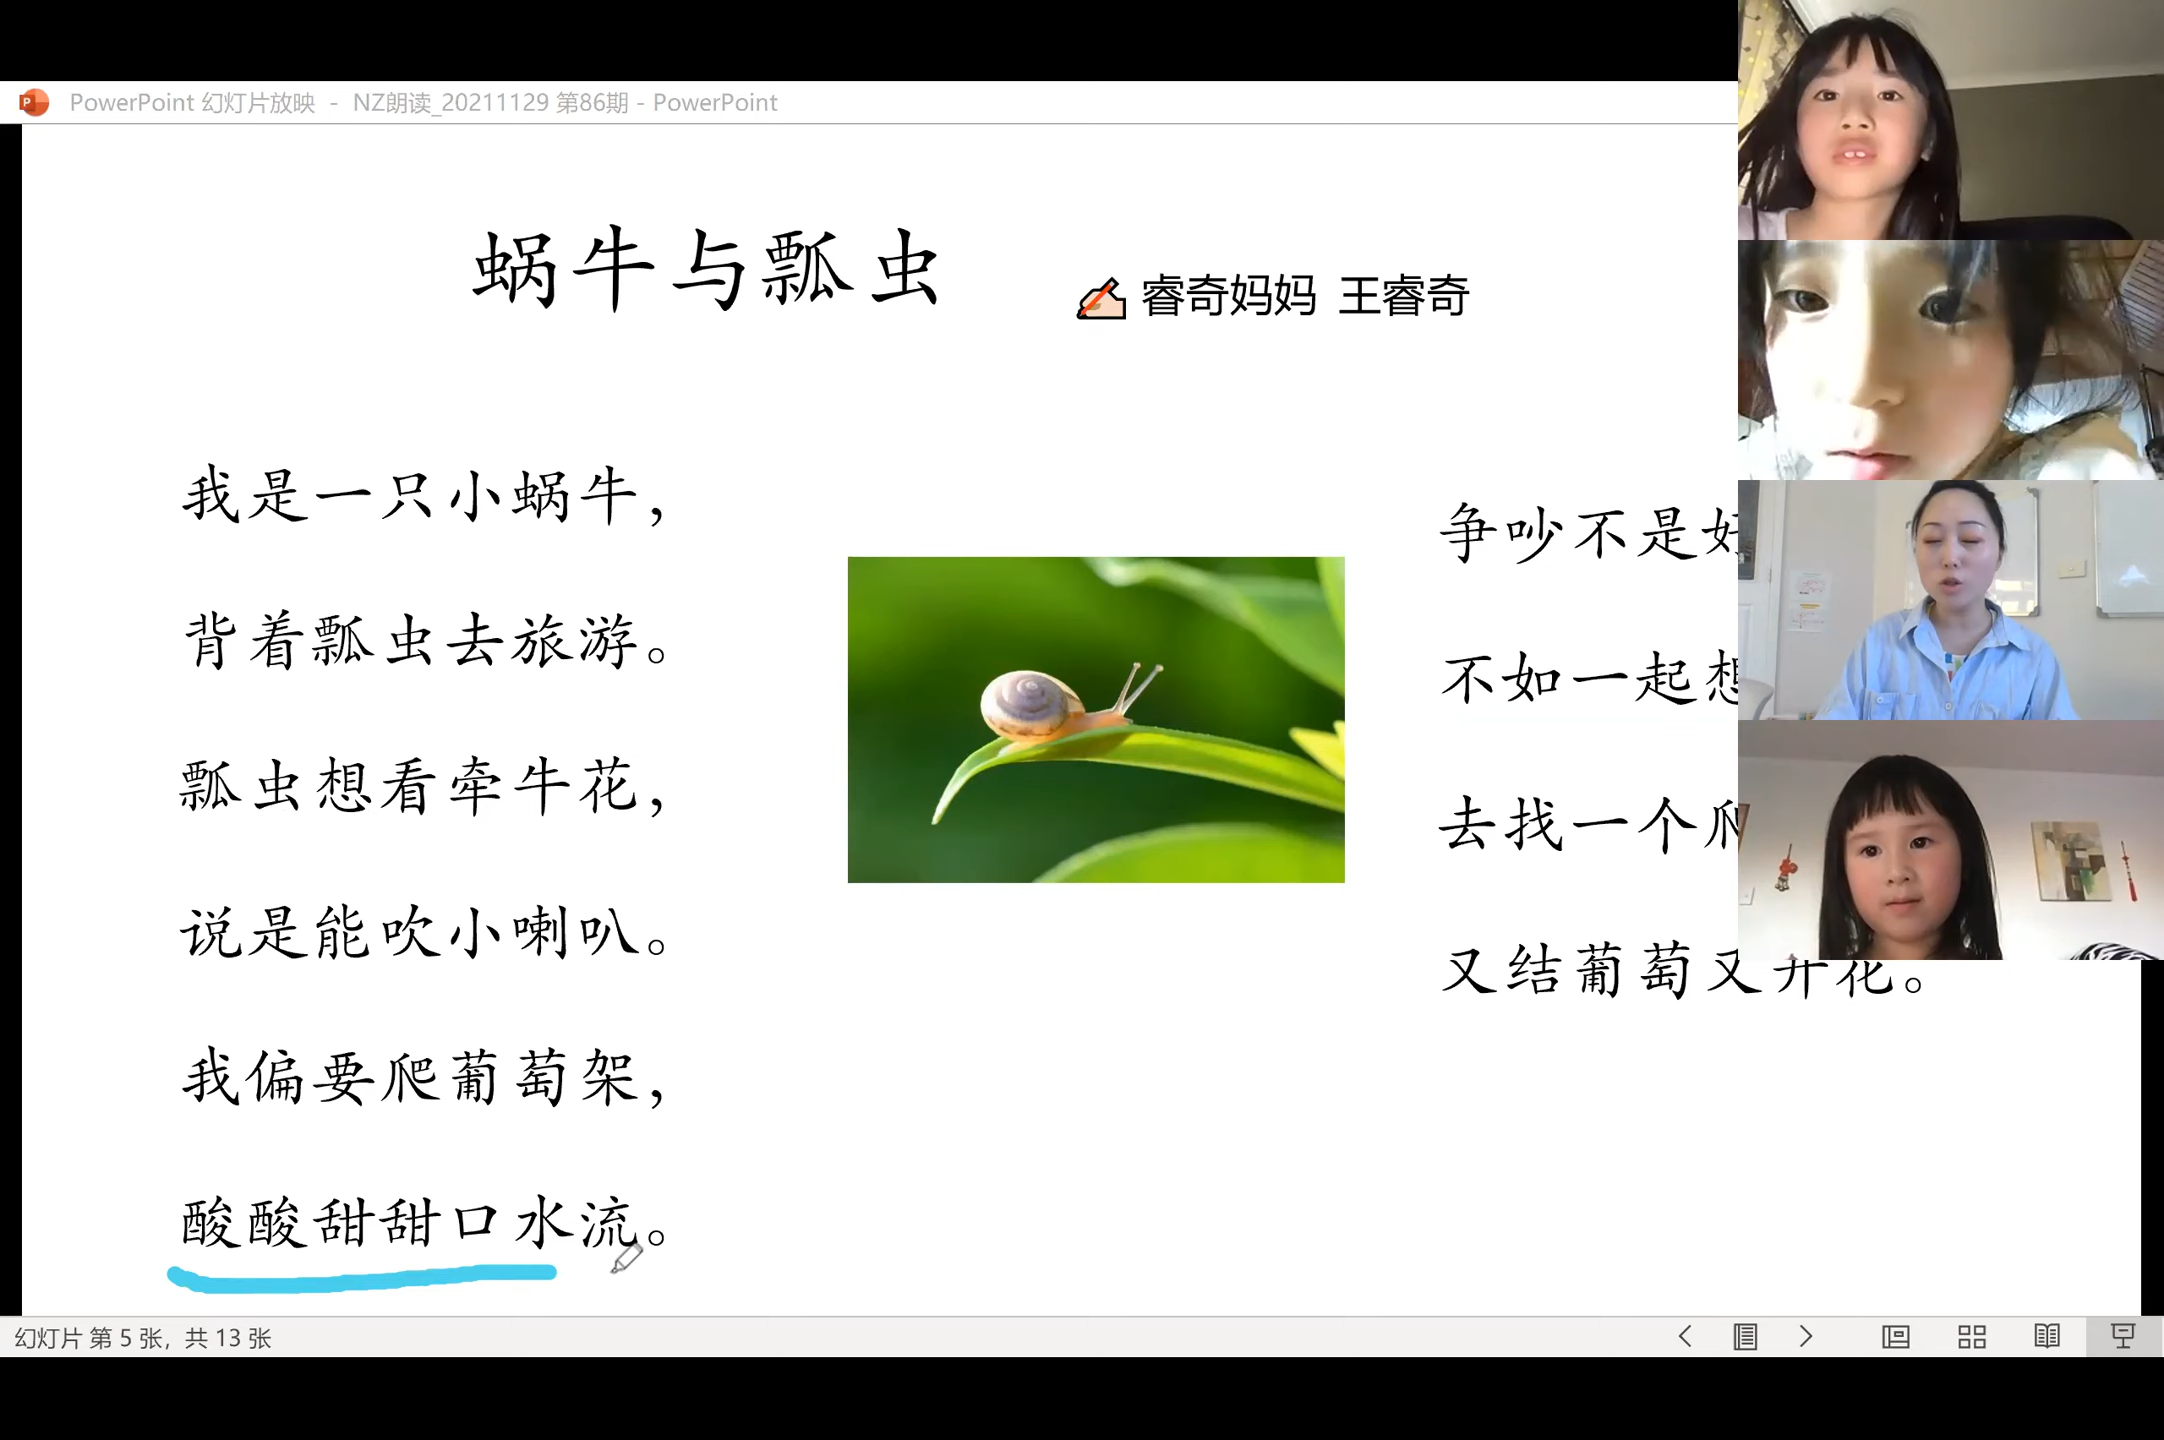 PowerPoint 幻灯片放映 - NZ朗读_20211129 第86期 - PowerPoint
蜗牛与瓢虫
睿奇妈妈 王睿奇
我是一只小蜗牛，
背着瓢虫去旅游。
瓢虫想看牵牛花，
说是能吹小喇叭。
我偏要爬葡萄架，
酸酸甜甜口水流。
争吵不是
不如一起
去找一个
又结葡萄又开花。
幻灯片 第 5 张，共 13 张